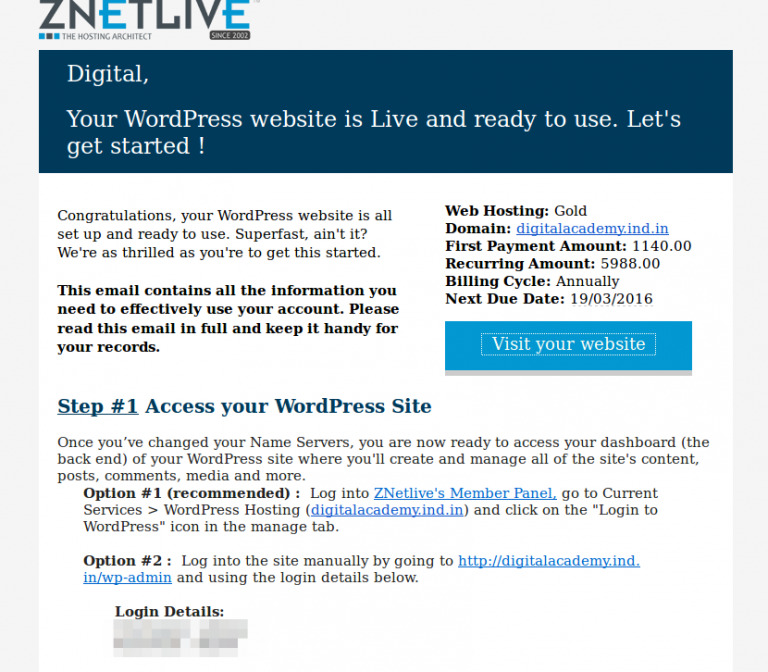 ZNETLIVE
THE HOSTING ARCHITECT
SINCE 2002
Digital,
Your WordPress website is Live and ready to use. Let's
get started !
Congratulations, your WordPress website is all
set up and ready to use. Superfast, ain't it?
We're as thrilled as you're to get this started.
This email contains all the information you
need to effectively use your account. Please
read this email in full and keep it handy for
your records.
Web Hosting: Gold
Domain: digitalacademy.ind.in
First Payment Amount: 1140.00
Recurring Amount: 5988.00
Billing Cycle: Annually
Next Due Date: 19/03/2016
Visit your website
Step #1 Access your WordPress Site
Once you’ve changed your Name Servers, you are now ready to access your dashboard (the
back end) of your WordPress site where you'll create and manage all of the site's content,
posts, comments, media and more.
Option #1 (recommended) : Log into ZNetlive's Member Panel, go to Current
Services > WordPress Hosting (digitalacademy.ind.in) and click on the "Login to
WordPress" icon in the manage tab.
Option #2 : Log into the site manually by going to http://digitalacademy.ind.
in/wp-admin and using the login details below.
Login Details: